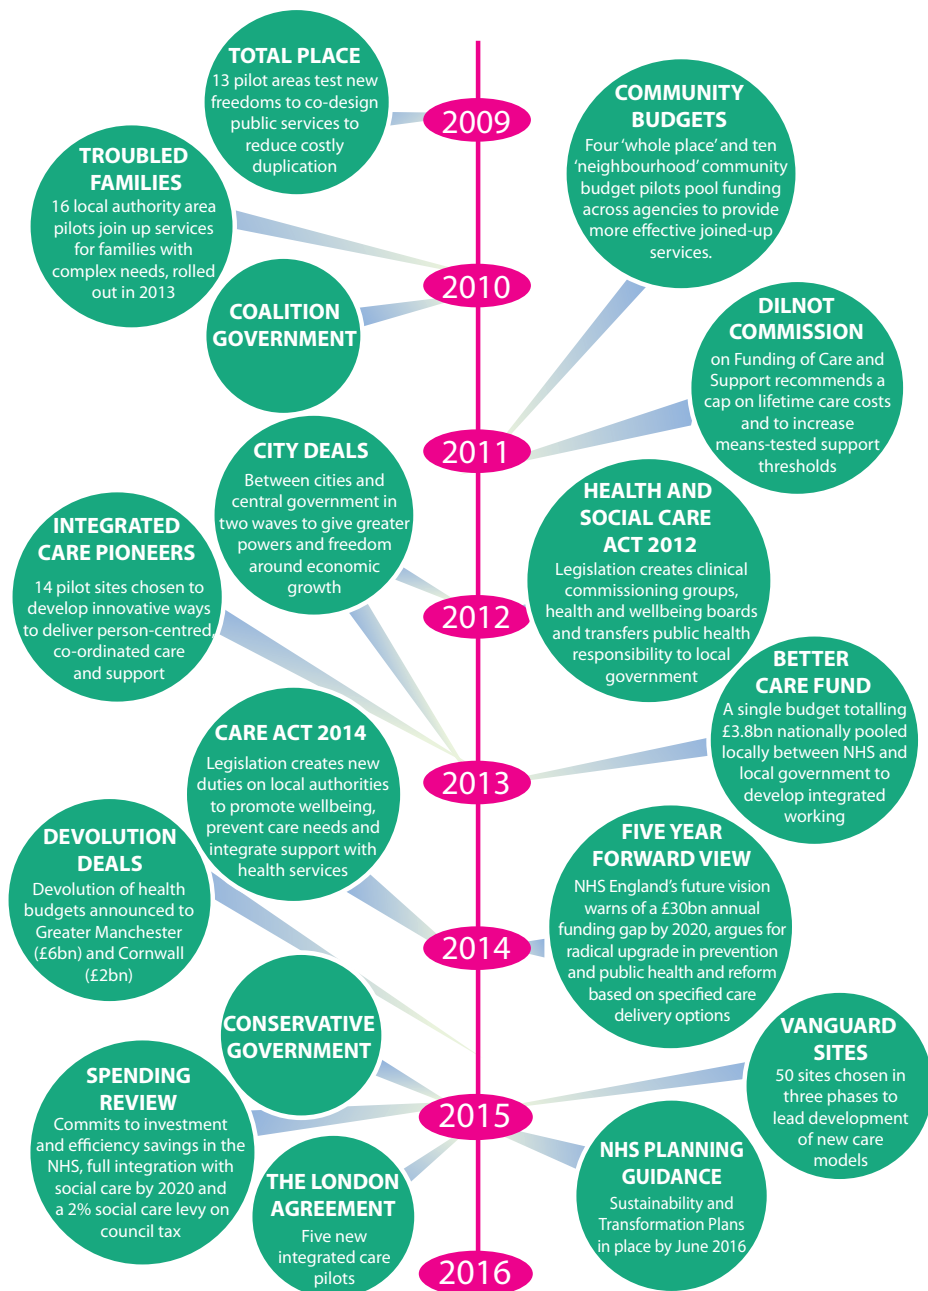 TOTAL PLACE
13 pilot areas test new
freedoms to co-design
public services to
reduce costly
duplication
2009
COMMUNITY
BUDGETS
Four ‘whole place’ and ten
‘neighbourhood’ community
budget pilots pool funding
across agencies to provide
more effective joined-up
services.
TROUBLED
FAMILIES
16 local authority area
pilots join up services
for families with
complex needs, rolled
out in 2013
2010
COALITION
GOVERNMENT
DILNOT
COMMISSION
on Funding of Care and
Support recommends a
cap on lifetime care costs
and to increase
means-tested support
thresholds
2011
CITY DEALS
Between cities and
central government in
two waves to give greater
powers and freedom
around economic
growth
HEALTH AND
SOCIAL CARE
ACT 2012
Legislation creates clinical
commissioning groups,
health and wellbeing boards
and transfers public health
responsibility to local
government
INTEGRATED
CARE PIONEERS
14 pilot sites chosen to
develop innovative ways
to deliver person-centred,
co-ordinated care
and support
2012
BETTER
CARE FUND
A single budget totalling
£3.8bn nationally pooled
locally between NHS and
local government to
develop integrated
working
CARE ACT 2014
Legislation creates new
duties on local authorities
to promote wellbeing,
prevent care needs and
integrate support with
health services
2013
DEVOLUTION
DEALS
Devolution of health
budgets announced to
Greater Manchester
(£6bn) and Cornwall
(£2bn)
FIVE YEAR
FORWARD VIEW
NHS England’s future vision
warns of a £30bn annual
funding gap by 2020, argues for
radical upgrade in prevention
and public health and reform
based on specified care
delivery options
2014
CONSERVATIVE
GOVERNMENT
VANGUARD
SITES
50 sites chosen in
three phases to
lead development
of new care
models
SPENDING
REVIEW
Commits to investment
and efficiency savings in the
NHS, full integration with
social care by 2020 and
a 2% social care levy on
council tax
2015
NHS PLANNING
GUIDANCE
Sustainability and
Transformation Plans
in place by June 2016
THE LONDON
AGREEMENT
Five new
integrated care
pilots
2016